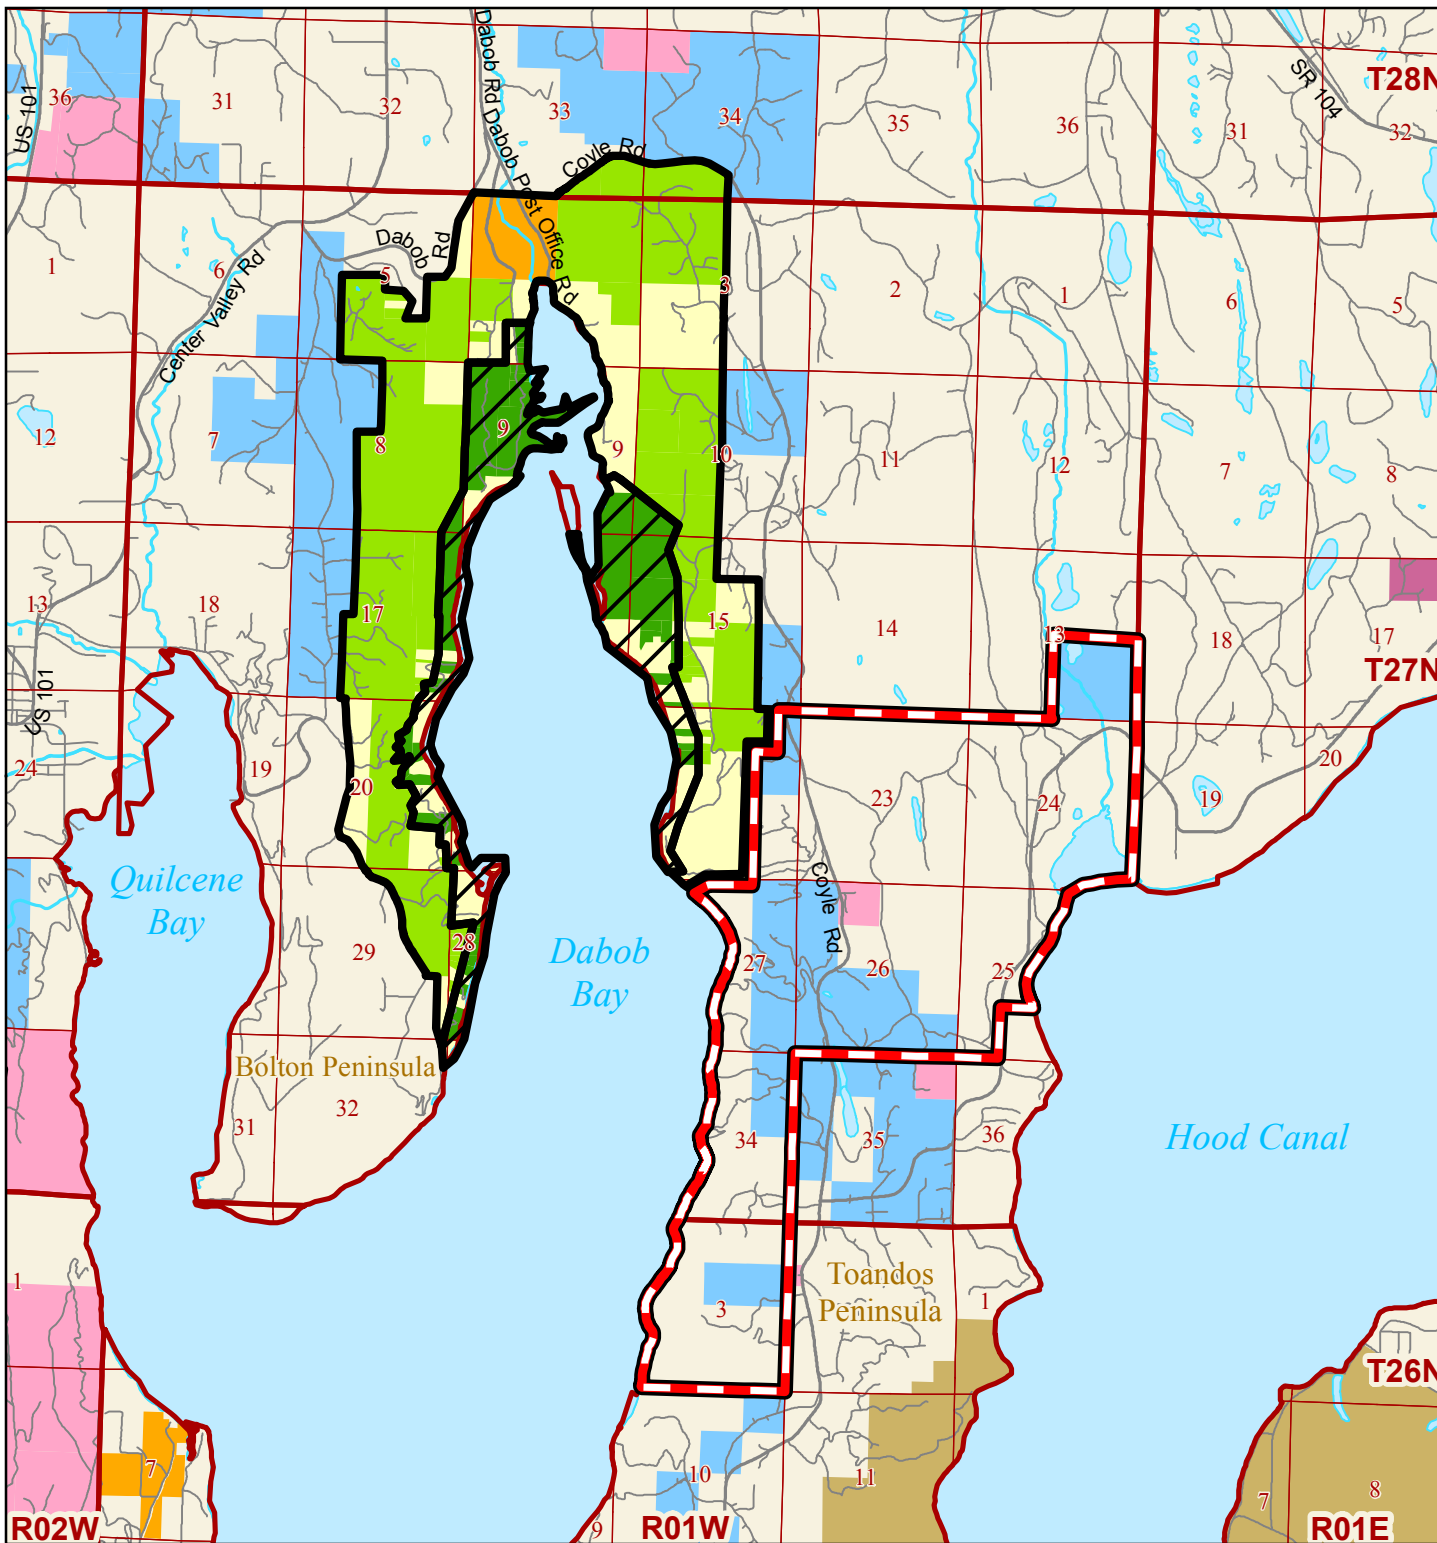 Dabob Rd
Dabob Post Office Rd
SR 104
T28N
36
31
32
33
34
35
36
31
32
US 101
Coyle Rd
Dabob
Rd
1
6
5
3
2
1
6
5
Center Valley Rd
12
7
8
9
9
10
11
12
7
8
13
18
17
15
14
13
18
17
T27N
US 101
24
19
20
23
24
19
20
Quilcene
Bay
Coyle Rd
Dabob
Bay
29
28
27
26
25
Bolton Peninsula
31
32
34
35
36
Hood Canal
1
3
Toandos
Peninsula
1
T26N
7
10
11
7
8
9
R02W
R01W
R01E